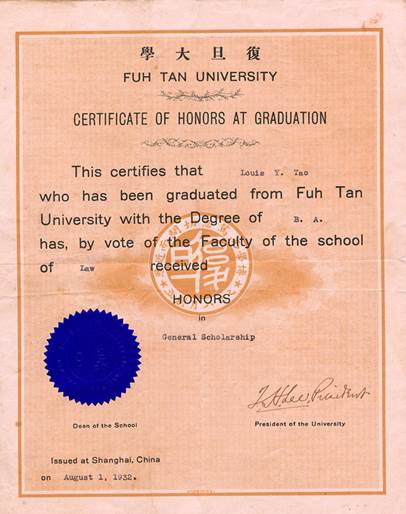 復旦大學
FUH TAN UNIVERSITY
CERTIFICATE OF HONORS AT GRADUATION
This certifies that Louis Y. Tao
who has been graduated from Fuh Tan
University with the Degree of B. A.
has, by vote of the Faculty of the school
of Law received
HONORS
in
General Scholarship
T. H. Lee, President
Dean of the School
President of the University
Issued at Shanghai, China
on August 1, 1932.